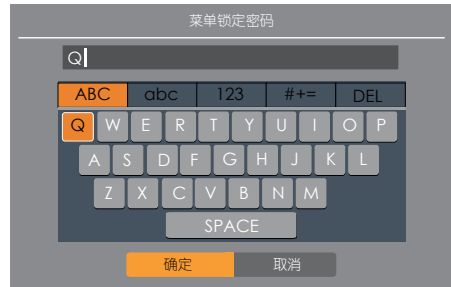 菜单锁定密码
Q
ABC abc 123 #+= DEL
Q W E R T Y U I O P
A S D F G H J K L
Z X C V B N M
SPACE
确定 取消